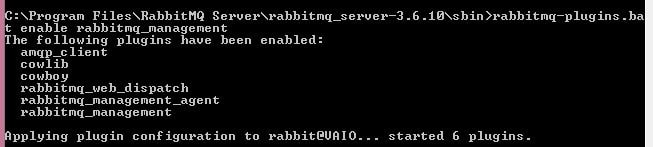 C:\Program Files\RabbitMQ Server\rabbitmq_server-3.6.10\sbin>rabbitmq-plugins.ba
t enable rabbitmq_management
The following plugins have been enabled:
  amqp_client
  cowlib
  cowboy
  rabbitmq_web_dispatch
  rabbitmq_management_agent
  rabbitmq_management
Applying plugin configuration to rabbit@VAIO... started 6 plugins.